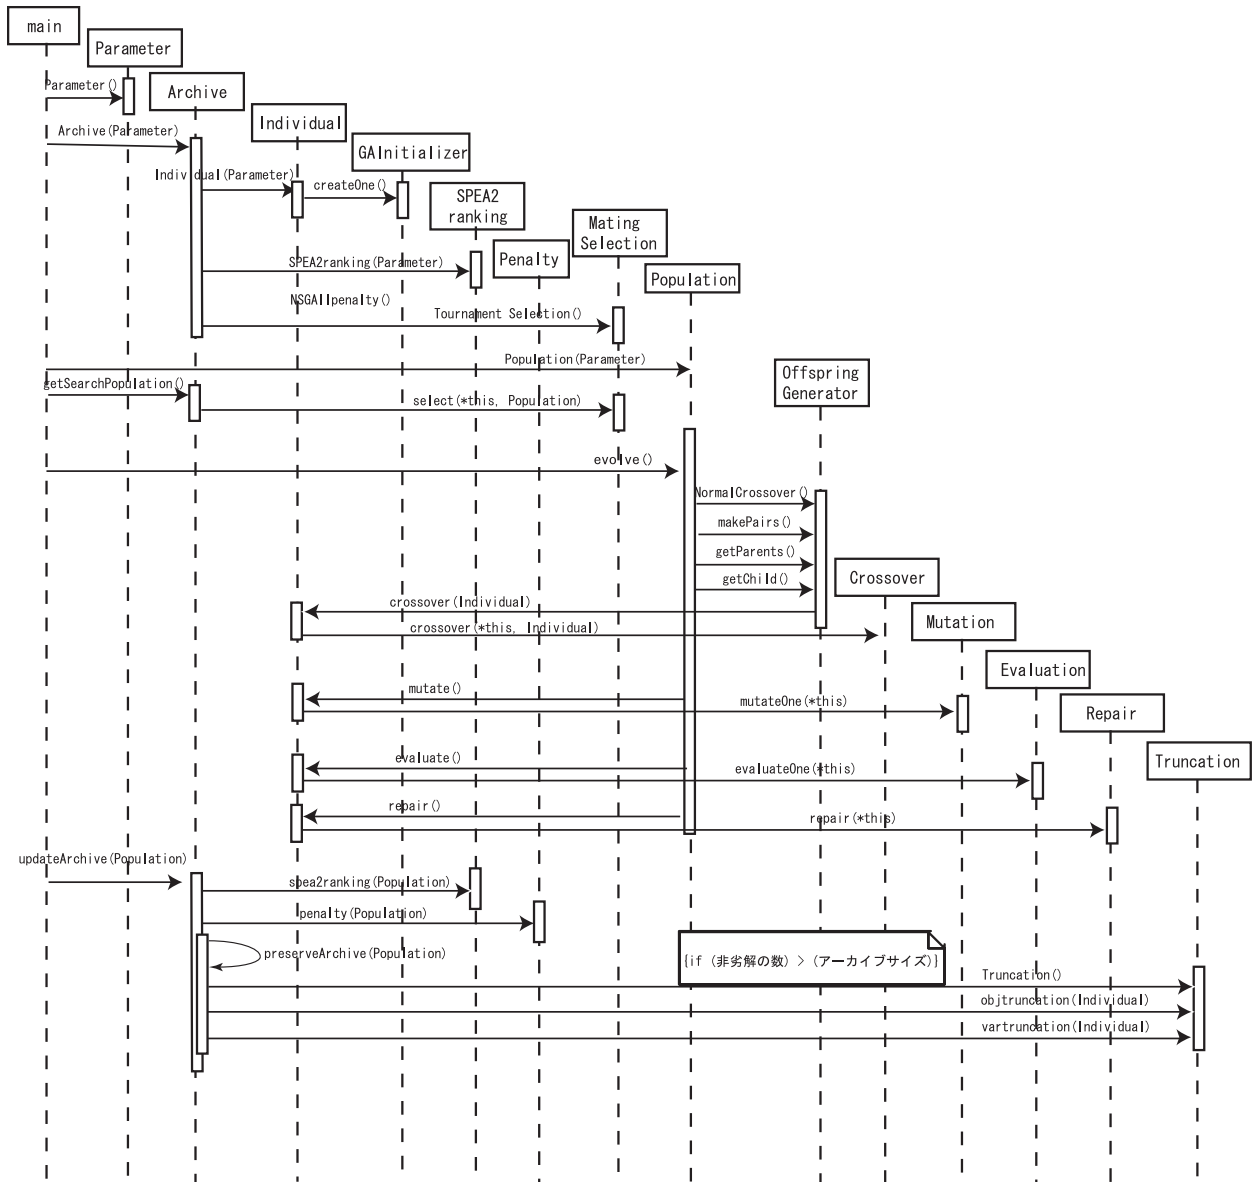 main
Parameter
Parameter()
Archive
Individual
Archive(Parameter)
GAInitializer
Individual(Parameter)
createOne()
SPEA2
ranking
Mating
Selection
Penalty
SPEA2ranking(Parameter)
Population
NSGAIIpenalty()
Tournament Selection()
Population(Parameter)
Offspring
Generator
getSearchPopulation()
select(*this, Population)
evolve()
NormalCrossover()
makePairs()
getParents()
getChild()
Crossover
crossover(Individual)
crossover(*this, Individual)
Mutation
Evaluation
mutate()
mutateOne(*this)
Repair
evaluate()
evaluateOne(*this)
Truncation
repair()
repair(*this)
updateArchive(Population)
spea2ranking(Population)
penalty(Population)
preserveArchive(Population)
{if (非劣解の数) > (アーカイブサイズ)}
Truncation()
objtruncation(Individual)
vartruncation(Individual)